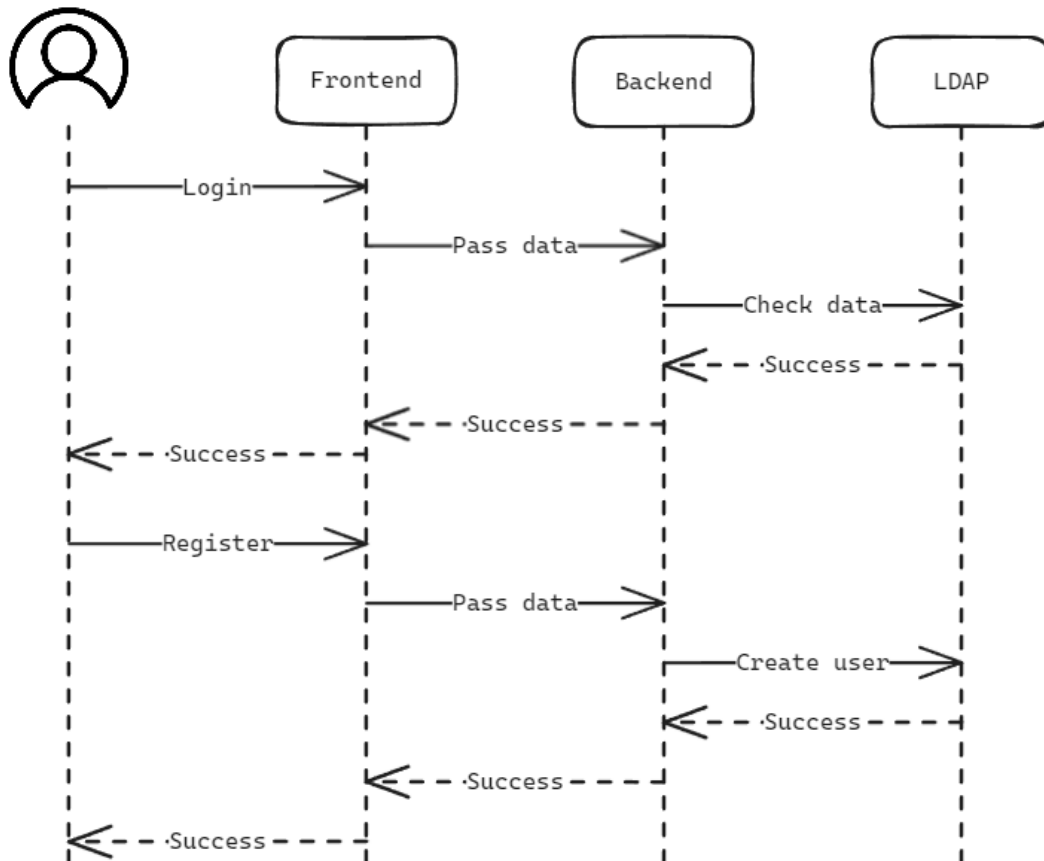 Frontend
Backend
LDAP
Login
Pass data
Check data
Success
Success
Success
Register
Pass data
Create user
Success
Success
Success